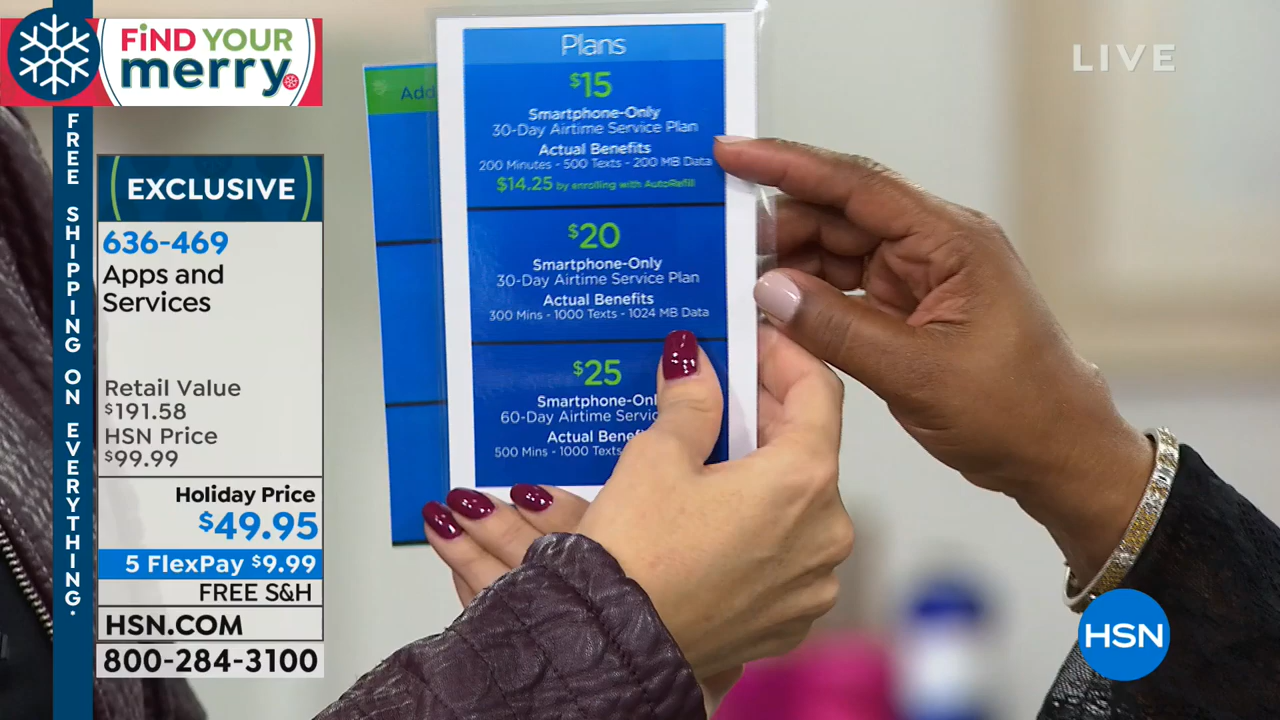 FiND YOUR
merry.
LIVE
FREE SHIPPING ON EVERYTHING.
EXCLUSIVE
636-469
Apps and
Services
Retail Value
$191.58
HSN Price
$99.99
Holiday Price
$49.95
5 FlexPay $9.99
FREE S&H
HSN.COM
800-284-3100
Plans
$15
Smartphone-Only
30-Day Airtime Service Plan
Actual Benefits
200 Minutes - 500 Texts - 200 MB Data
$14.25 by enrolling with AutoRefill
$20
Smartphone-Only
30-Day Airtime Service Plan
Actual Benefits
300 Mins - 1000 Texts - 1024 MB Data
$25
Smartphone-Onl
60-Day Airtime Servic
Actual Benef
500 Mins - 1000 Texts
Add
HSN